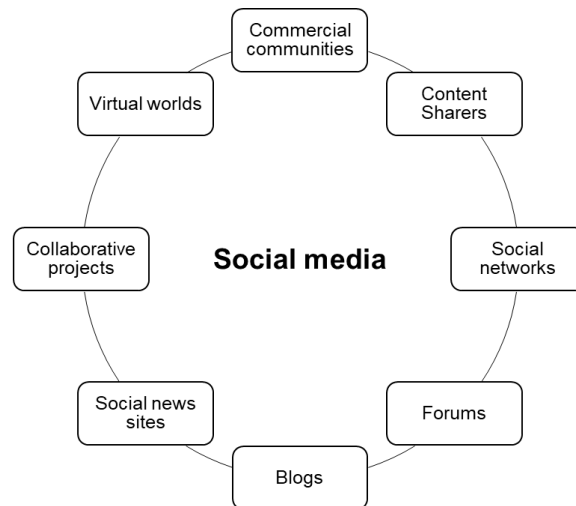 Commercial
communities
Virtual worlds
Content
Sharers
Collaborative
projects
Social media
Social
networks
Social news
sites
Forums
Blogs